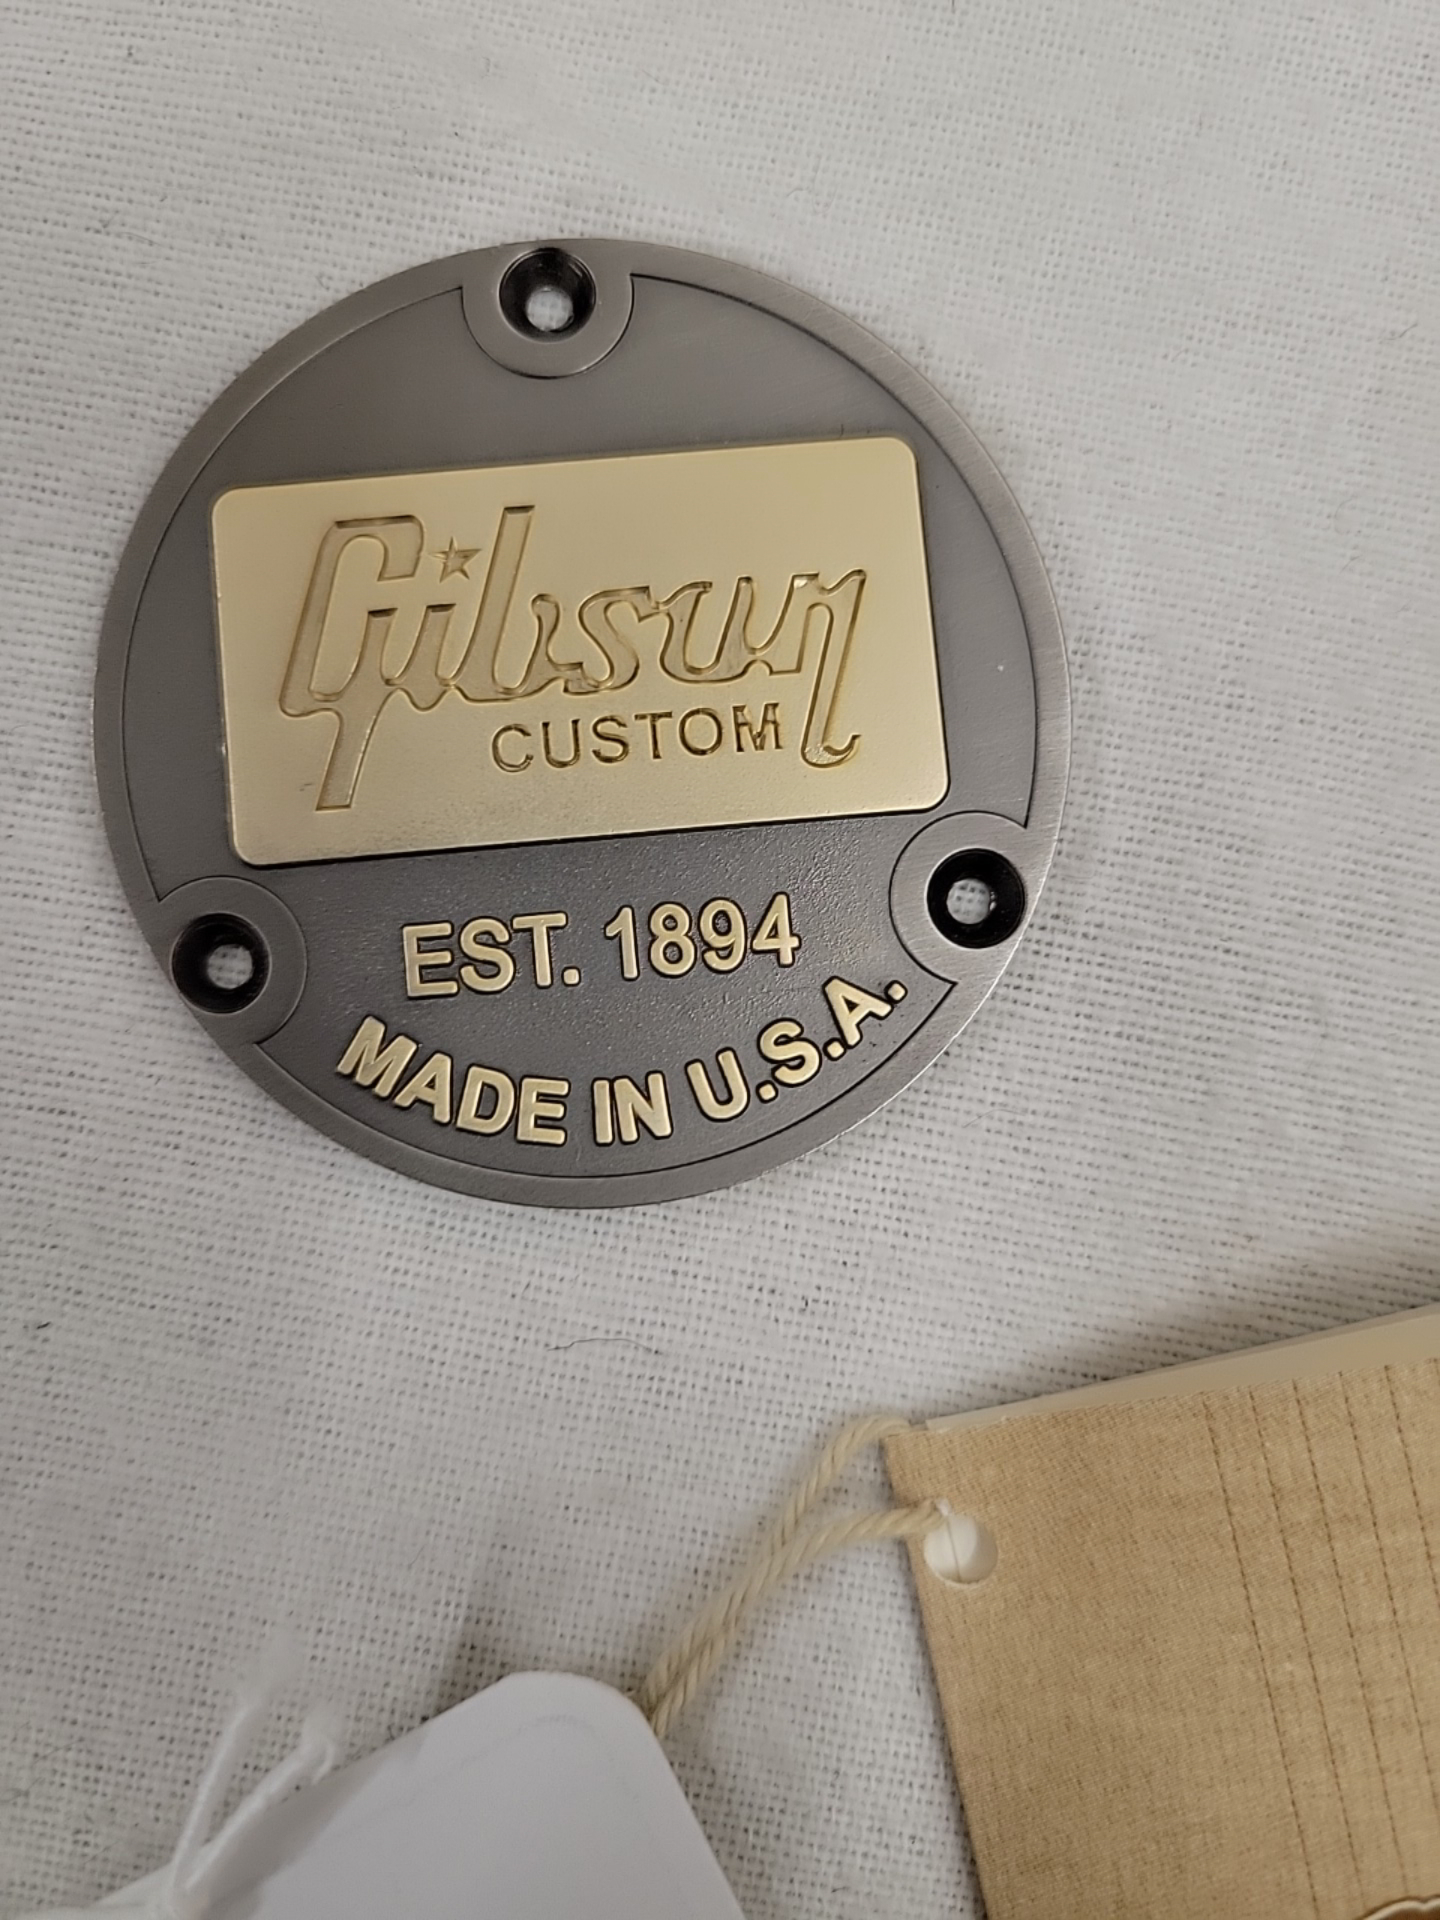 Gibson
CUSTOM
EST. 1894
MADE IN U.S.A.